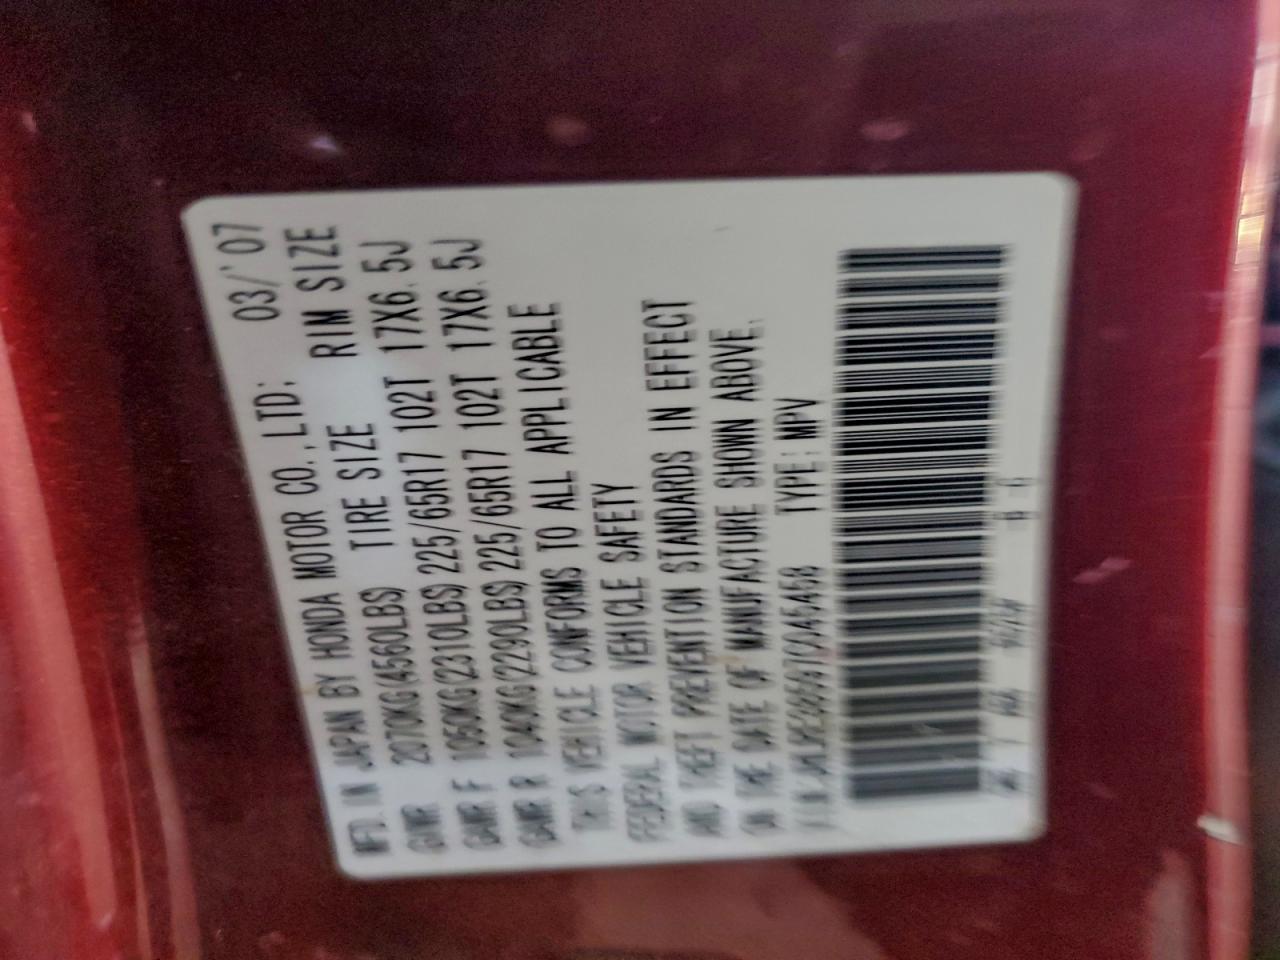 MFD. IN JAPAN BY HONDA MOTOR CO., LTD. 03/'07
GVWR 2070KG(4560LBS) TIRE SIZE RIM SIZE
GAWR F 1050KG(2310LBS) 225/65R17 102T 17X6.5J
GAWR R 1040KG(2290LBS) 225/65R17 102T 17X6.5J
THIS VEHICLE CONFORMS TO ALL APPLICABLE
FEDERAL MOTOR VEHICLE SAFETY
AND THEFT PREVENTION STANDARDS IN EFFECT
ON THE DATE OF MANUFACTURE SHOWN ABOVE.
TYPE: MPV